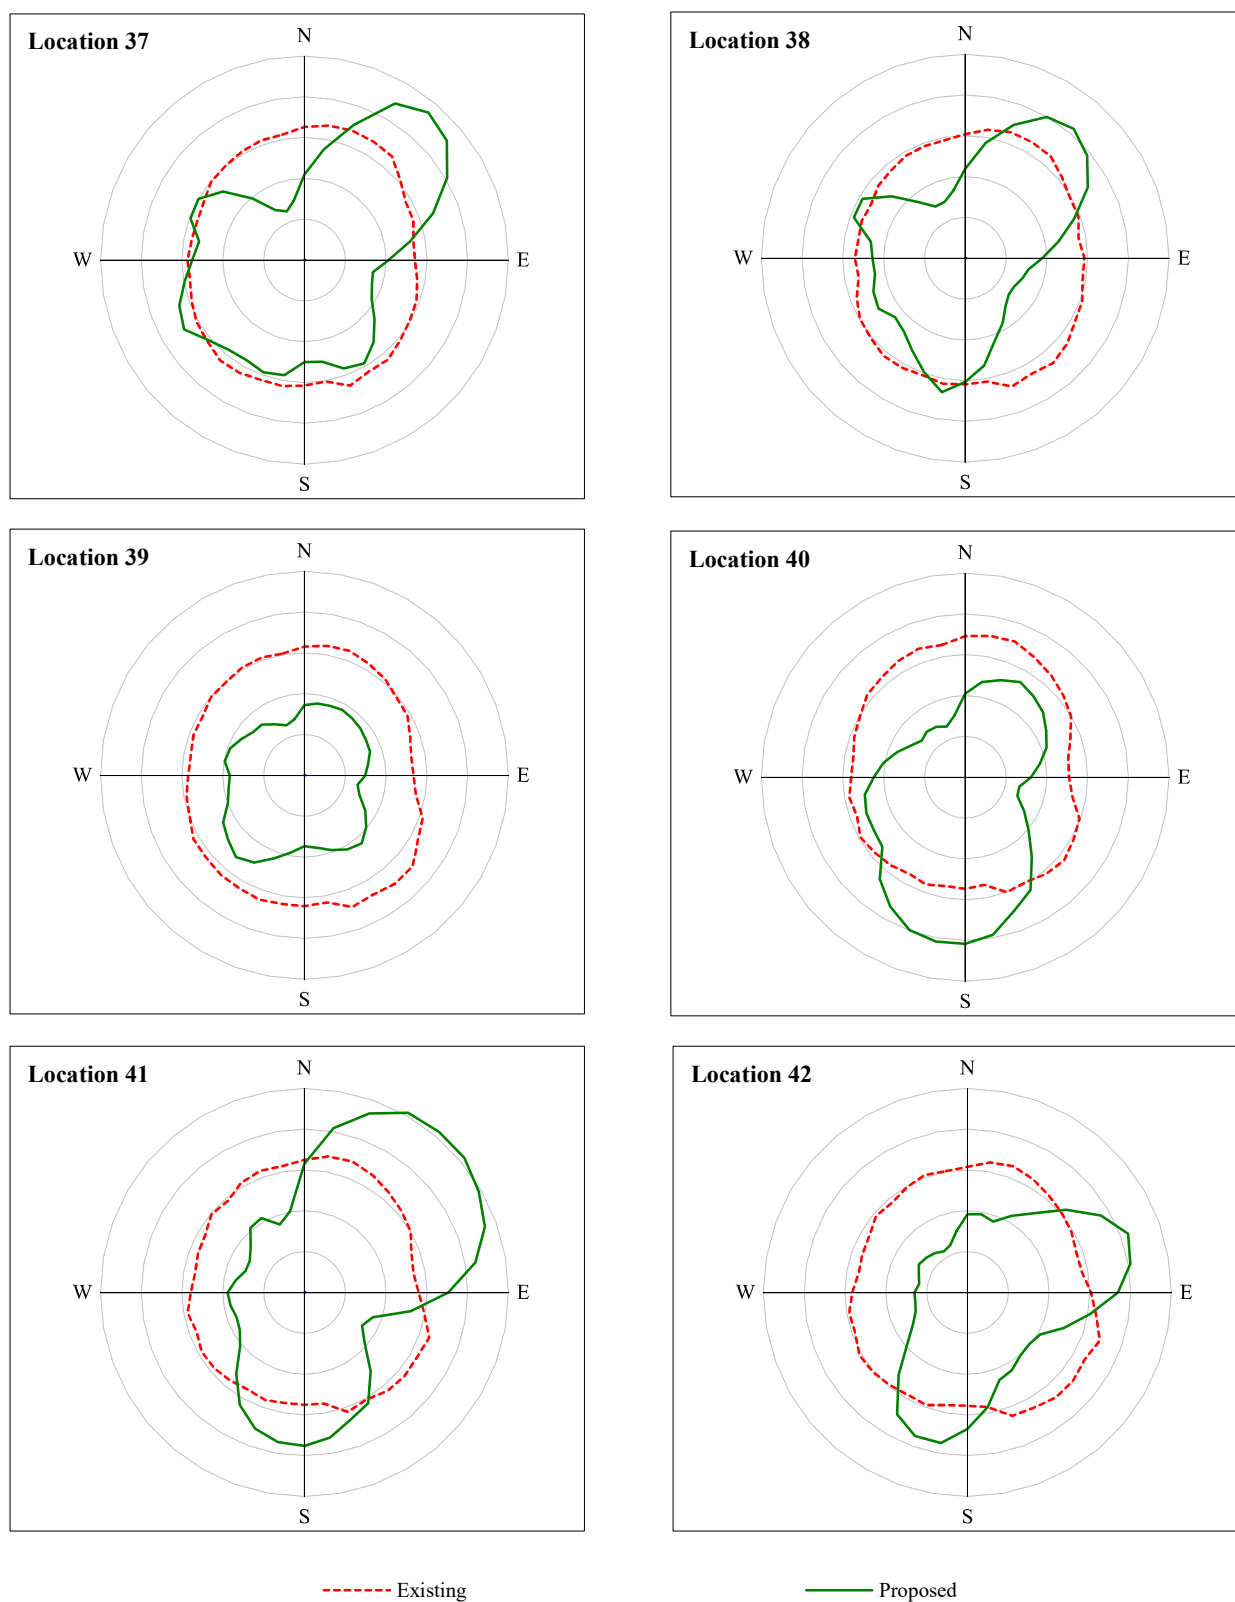 Location 37
N
W
E
S
Location 38
N
W
E
S
Location 39
N
W
E
S
Location 40
N
W
E
S
Location 41
N
W
E
S
Location 42
N
W
E
S
Existing
Proposed